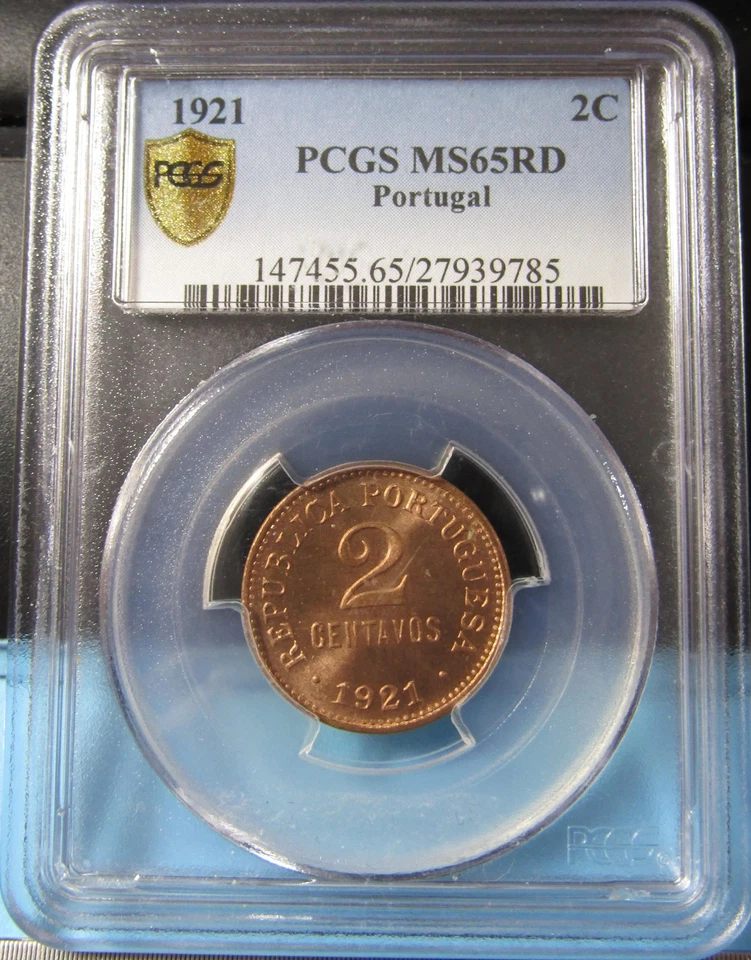 1921 2C
PCGS
PCGS MS65RD
Portugal
147455.65/27939785
REPUBLICA PORTUGUESA
2
CENTAVOS
· 1921 ·
PCGS